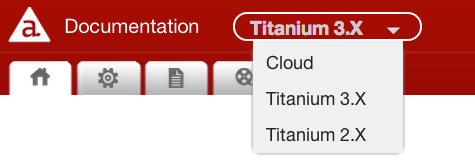 a
Documentation
Titanium 3.X
Cloud
Titanium 3.X
Titanium 2.X